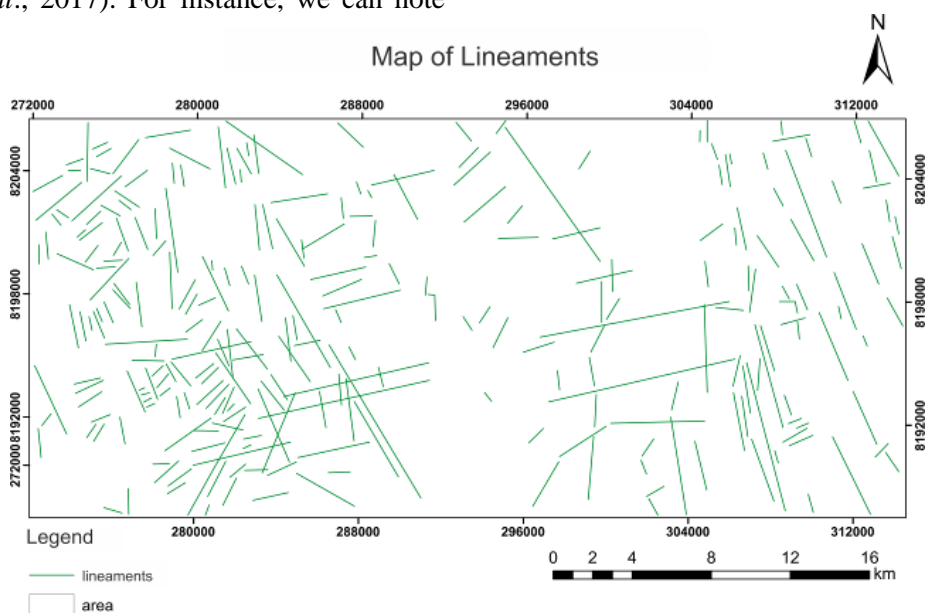 al., 2017). For instance, we can note
N
Map of Lineaments
272000 280000 288000 296000 304000 312000
8204000 8204000
8198000 8198000
8192000 8192000
272000
280000 288000 296000 304000 312000
Legend
0 2 4 8 12 16
km
lineaments
area